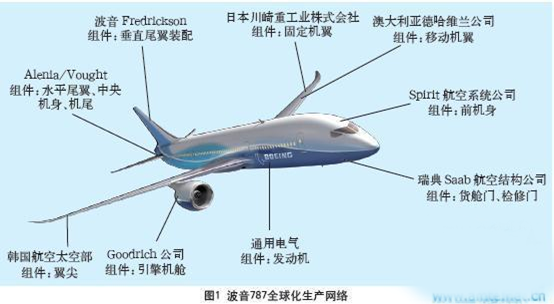 波音 Fredrickson
组件:垂直尾翼装配
日本川崎重工业株式会社
组件:固定机翼
澳大利亚德哈维兰公司
组件:移动机翼
Alenia/Vought
组件:水平尾翼、中央
机身、机尾
Spirit 航空系统公司
组件:前机身
BOEING
瑞典 Saab 航空结构公司
组件:货舱门、检修门
韩国航空太空部
组件:翼尖
Goodrich 公司
组件:引擎机舱
通用电气
组件:发动机
图1 波音787全球化生产网络